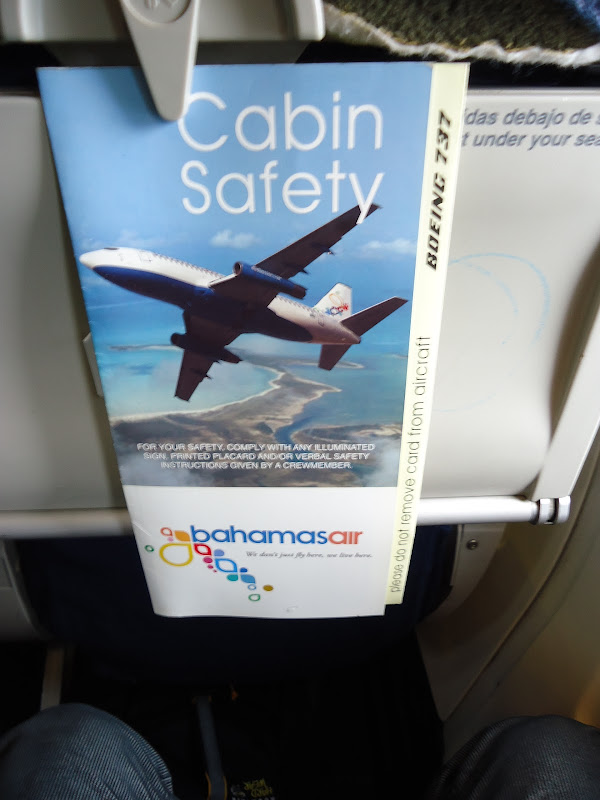 Cabin
Safety
BOEING 737
please do not remove card from aircraft
FOR YOUR SAFETY, COMPLY WITH ANY ILLUMINATED
SIGN, PRINTED PLACARD AND/OR VERBAL SAFETY
INSTRUCTIONS GIVEN BY A CREWMEMBER.
bahamasair
We don't just fly here, we live here.
debajo de
under your